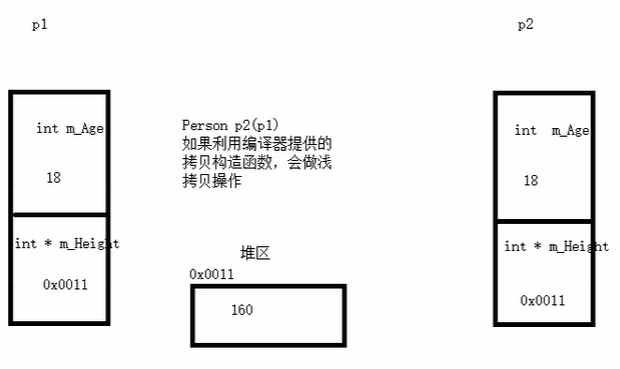 p1
p2
int m_Age
18
int * m_Height
0x0011
Person p2(p1)
如果利用编译器提供的
拷贝构造函数，会做浅
拷贝操作
堆区
0x0011
160
int m_Age
18
int * m_Height
0x0011